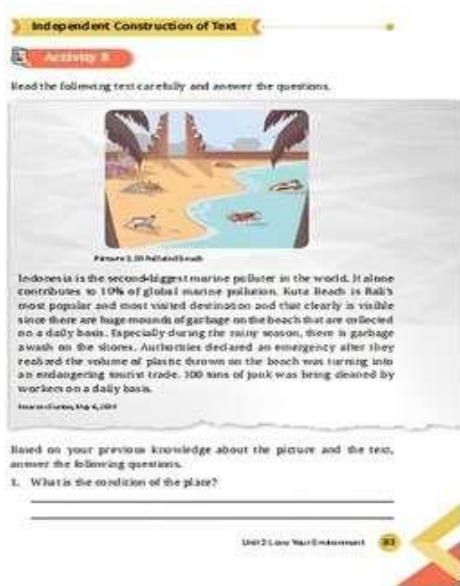 Independent Construction of Text
Activity 8
Read the following text carefully and answer the questions.
Picture 2.10 Polluted beach
Indonesia is the second-biggest marine polluter in the world. It alone
contributes to 10% of global marine pollution. Kuta Beach is Bali's
most popular and most visited destination and that clearly is visible
since there are huge mounds of garbage on the beach that are collected
on a daily basis. Especially during the rainy season, there is garbage
awash on the shores. Authorities declared an emergency after they
realized the volume of plastic thrown on the beach was turning into
an endangering tourist trade. 100 tons of junk was being cleaned by
workers on a daily basis.
Based on your previous knowledge about the picture and the text,
answer the following questions.
1. What is the condition of the place?
Unit 2 Love Your Environment